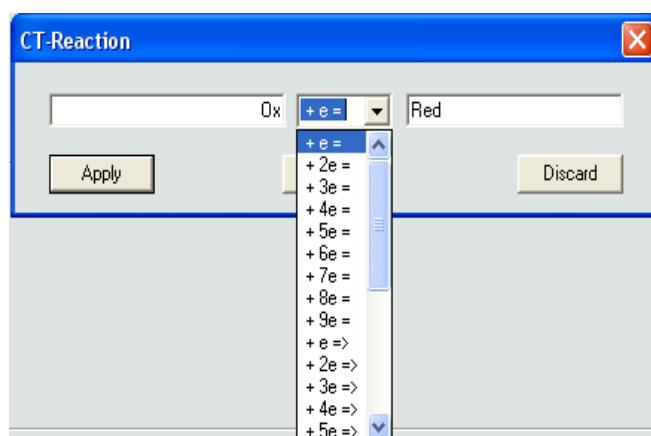 CT-Reaction
Ox + e = Red
+ e =
+ 2e =
Apply Discard
+ 3e =
+ 4e =
+ 5e =
+ 6e =
+ 7e =
+ 8e =
+ 9e =
+ e =>
+ 2e =>
+ 3e =>
+ 4e =>
+ 5e =>